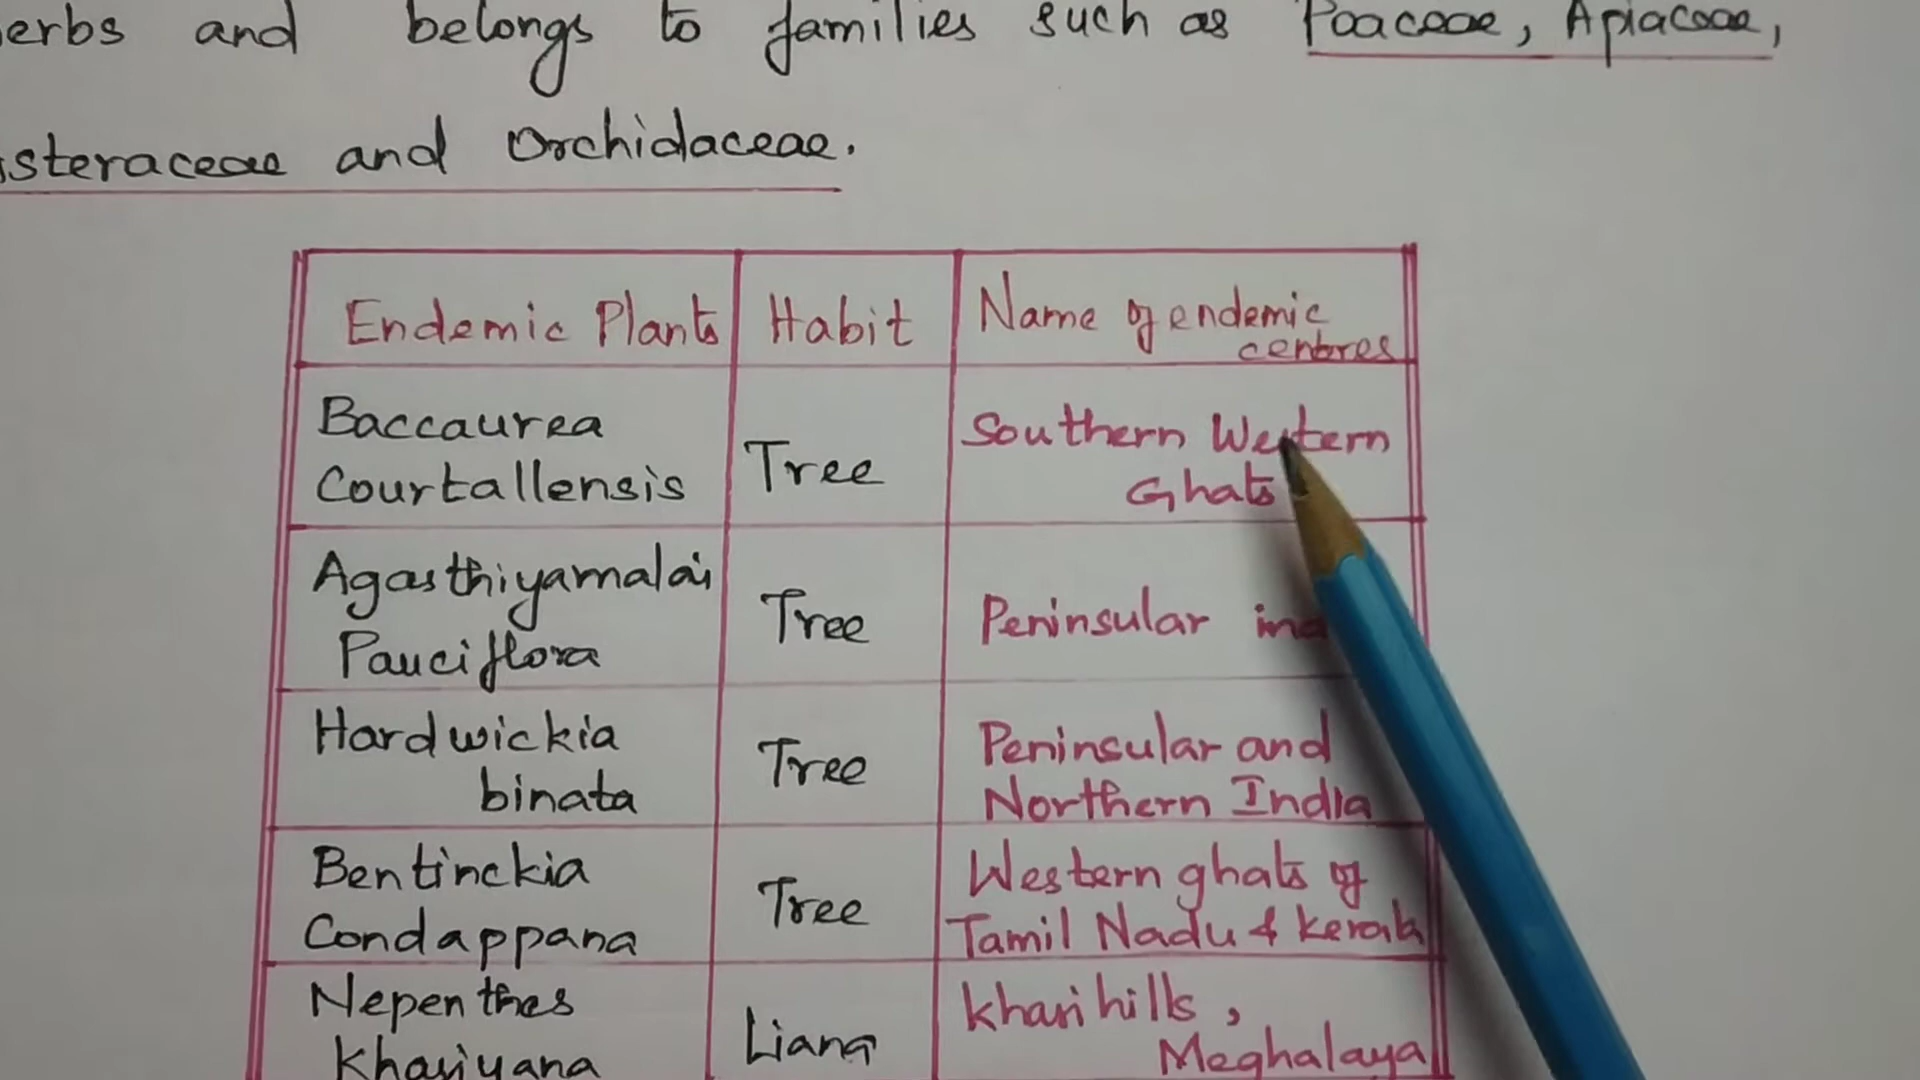 erbs and belongs to families such as Poaceae, Apiaceae,
steraceae and Orchidaceae.
Endemic Plants Habit Name of endemic
centres
Baccaurea
Courtallensis
Tree
Southern Western
Ghats
Agasthiyamalai
Pauciflora
Tree
Peninsular ind
Hardwickia
binata
Tree
Peninsular and
Northern India
Bentinckia
Condappana
Tree
Western ghats of
Tamil Nadu & kerala
Nepenthes
Khasiyana
Liana
khasi hills,
Meghalaya